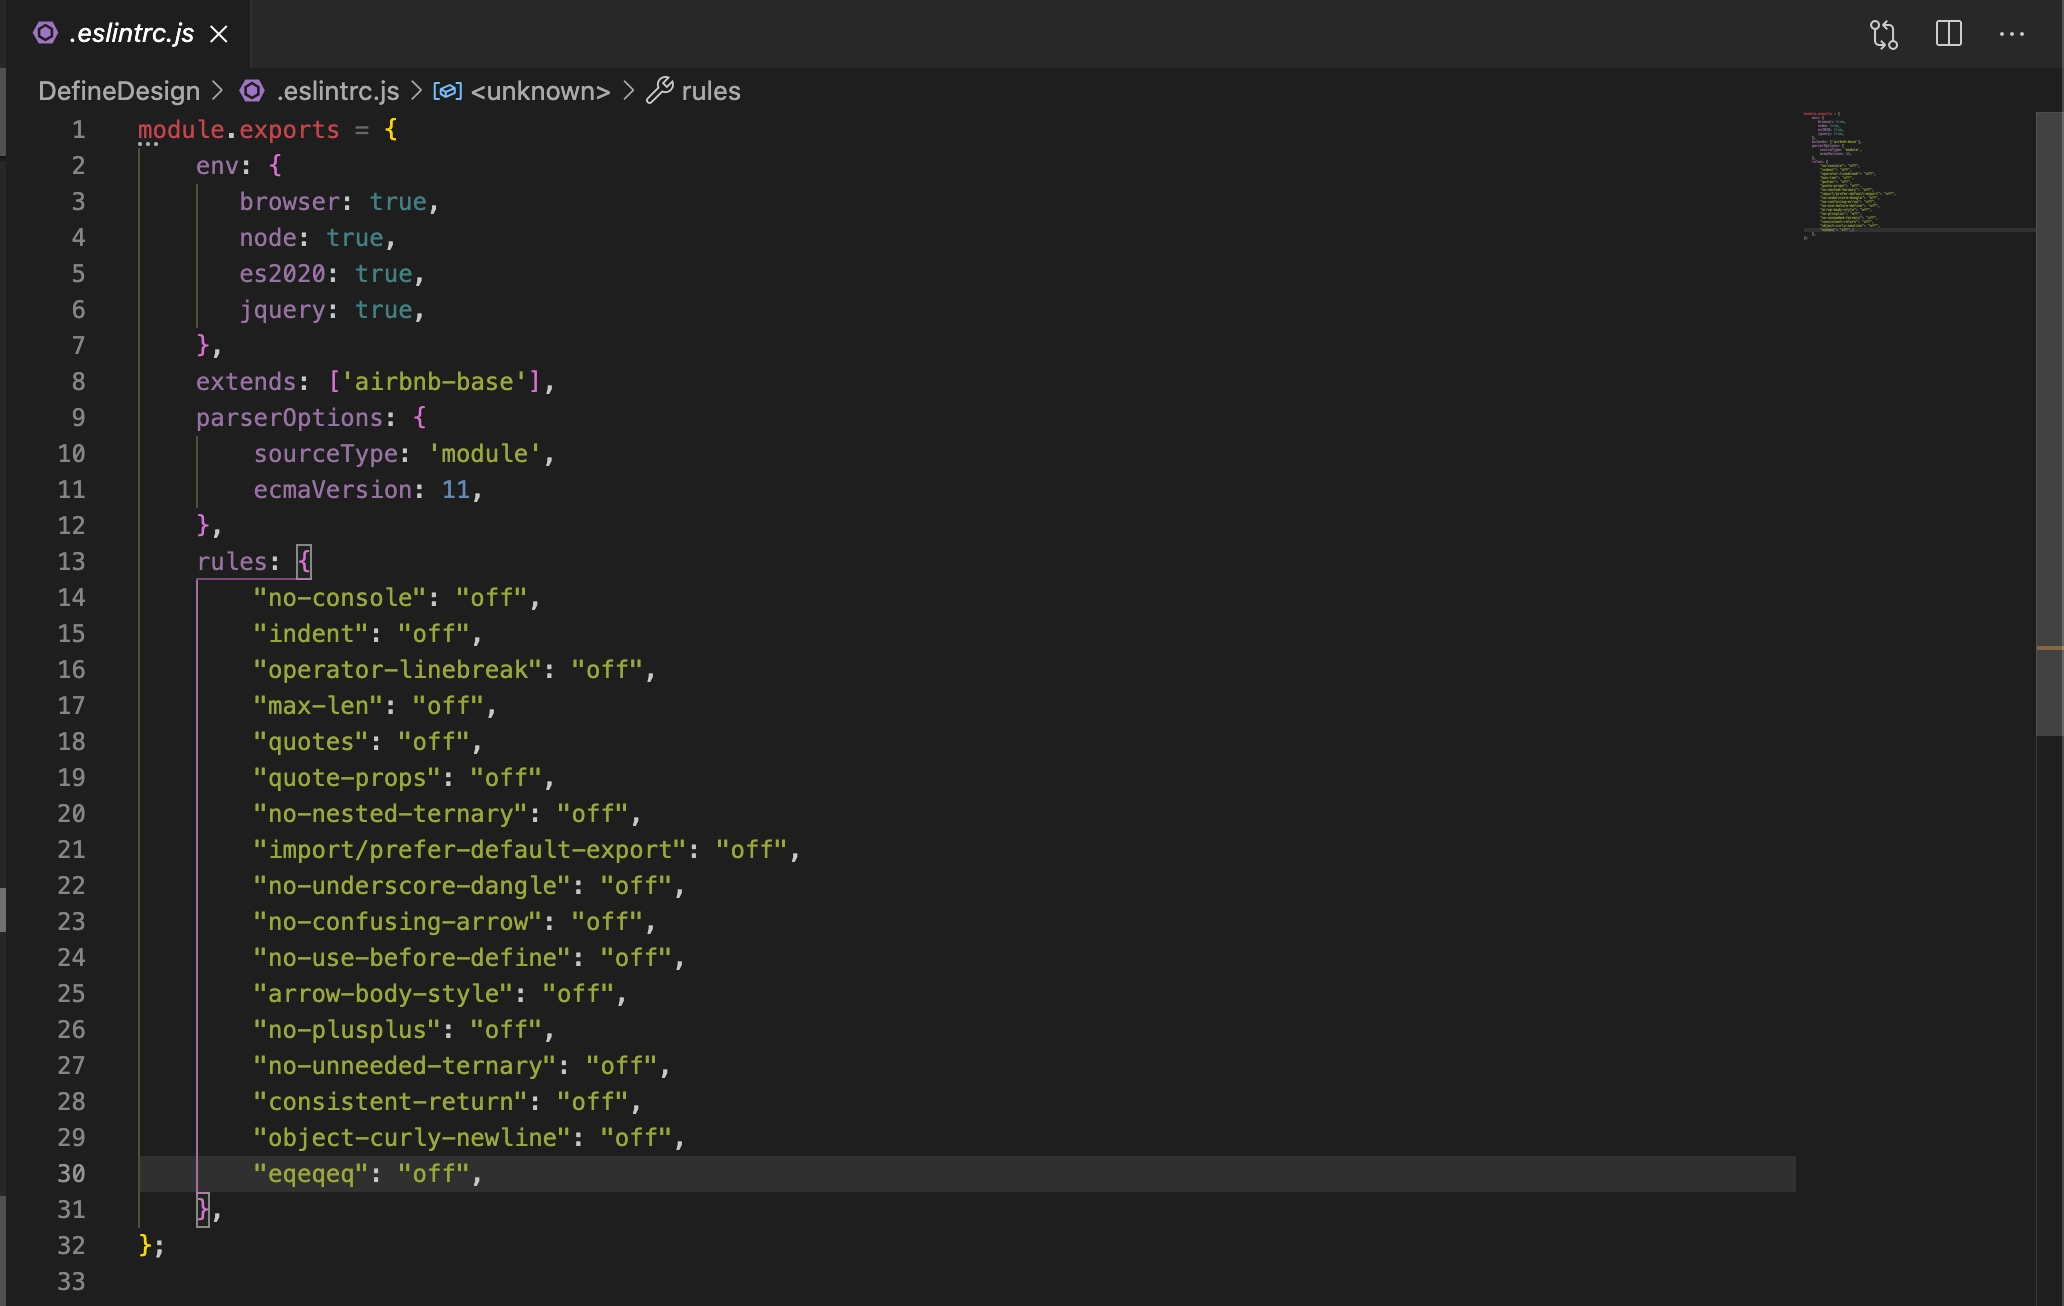 .eslintrc.js
DefineDesign > .eslintrc.js > <unknown> > rules
1 module.exports = {
2 env: {
3 browser: true,
4 node: true,
5 es2020: true,
6 jquery: true,
7 },
8 extends: ['airbnb-base'],
9 parserOptions: {
10 sourceType: 'module',
11 ecmaVersion: 11,
12 },
13 rules: {
14 "no-console": "off",
15 "indent": "off",
16 "operator-linebreak": "off",
17 "max-len": "off",
18 "quotes": "off",
19 "quote-props": "off",
20 "no-nested-ternary": "off",
21 "import/prefer-default-export": "off",
22 "no-underscore-dangle": "off",
23 "no-confusing-arrow": "off",
24 "no-use-before-define": "off",
25 "arrow-body-style": "off",
26 "no-plusplus": "off",
27 "no-unneeded-ternary": "off",
28 "consistent-return": "off",
29 "object-curly-newline": "off",
30 "eqeqeq": "off",
31 },
32 };
33